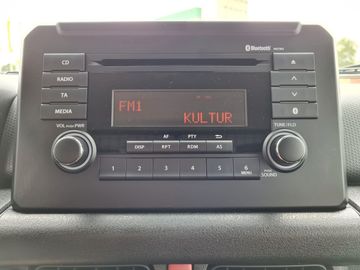 Bluetooth
CD
RADIO
TA
MEDIA
FM1
KULTUR
VOL PUSH PWR
TUNE/FLD
AF PTY
DISP RPT RDM AS
1 2 3 4 5 6
MENU
SOUND